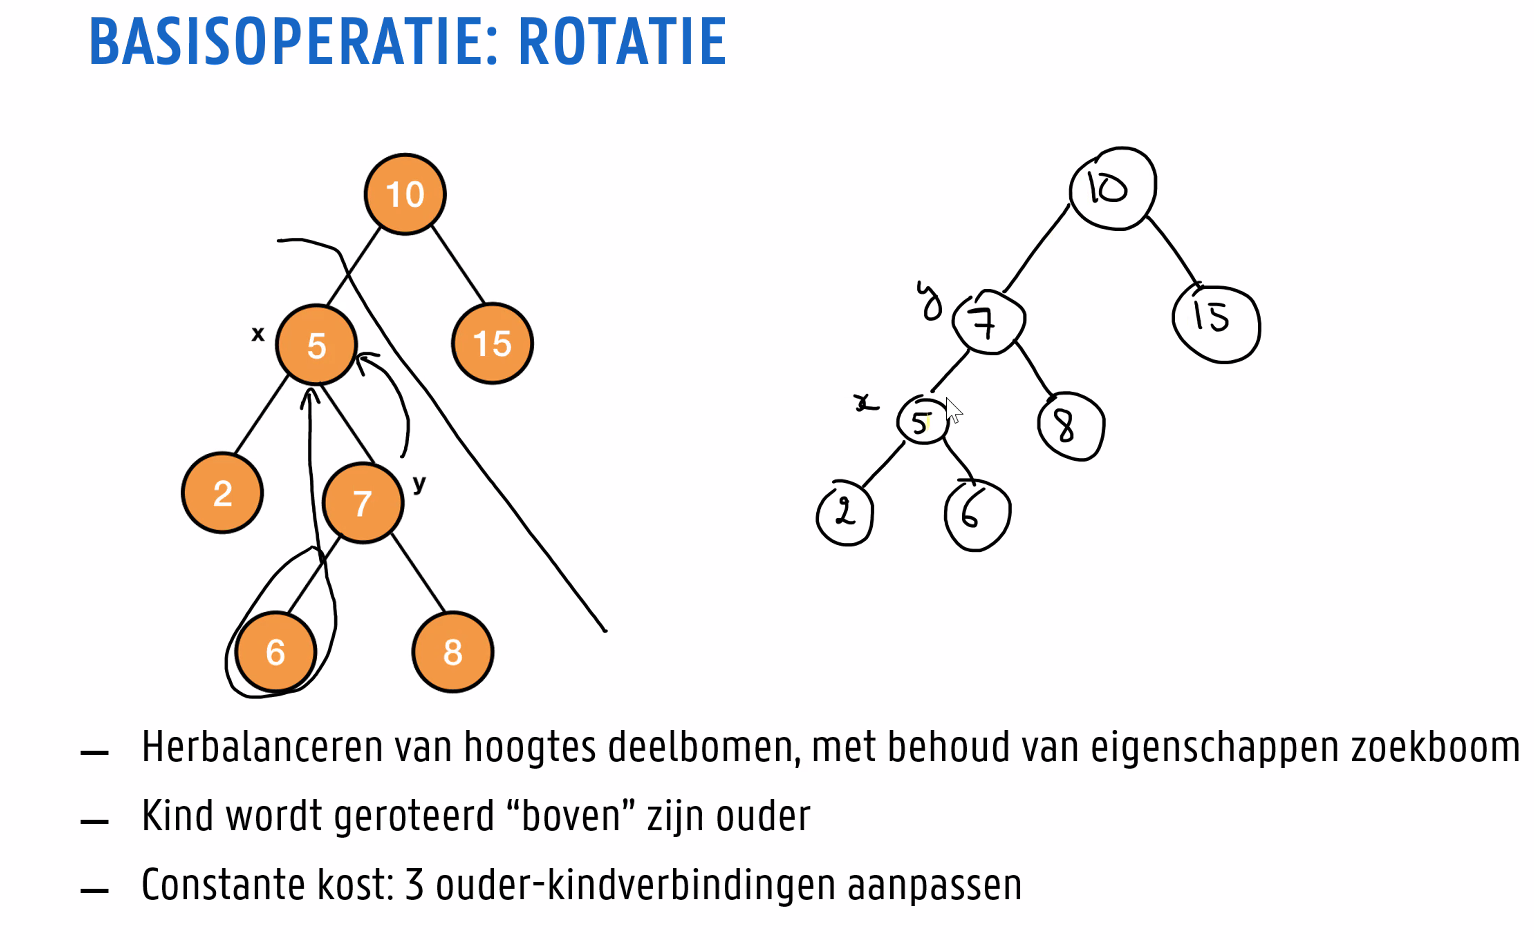 BASISOPERATIE: ROTATIE
10
x 5 15
2 7 y
6 8
10
y 7 15
x 5 8
2 6
— Herbalanceren van hoogtes deelbomen, met behoud van eigenschappen zoekboom
— Kind wordt geroteerd “boven” zijn ouder
— Constante kost: 3 ouder-kindverbindingen aanpassen